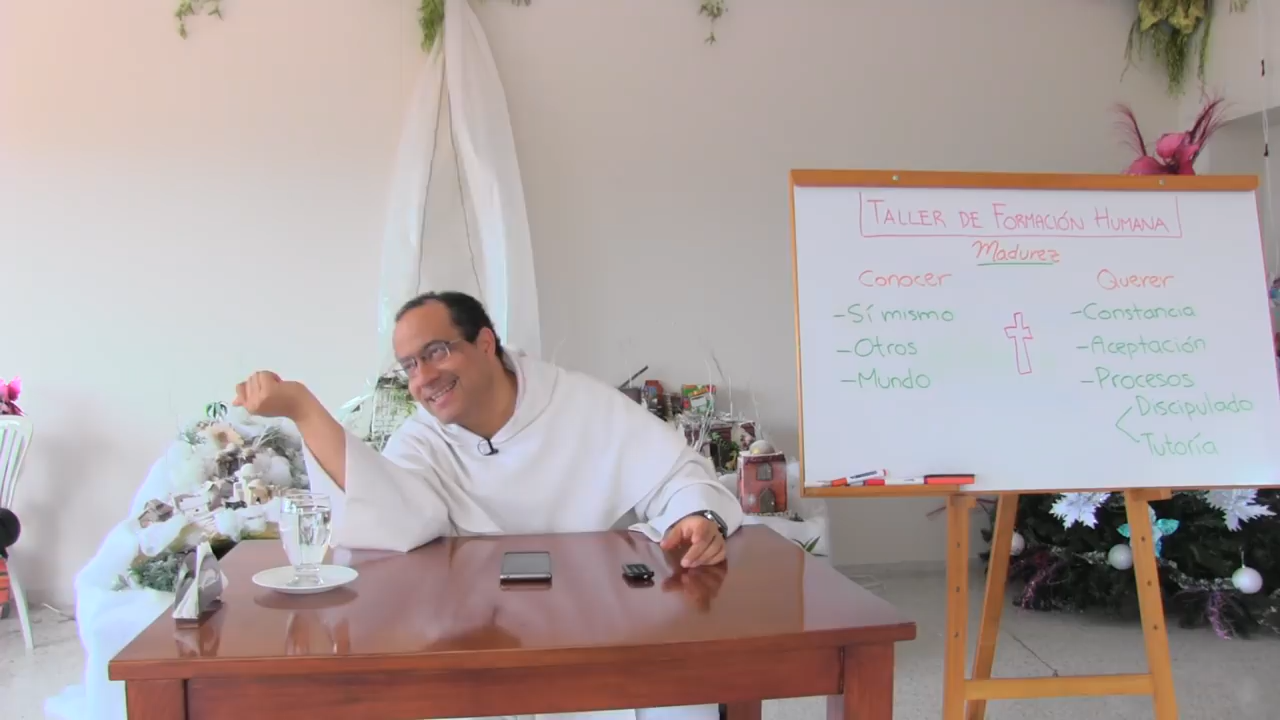 TALLER DE FORMACIÓN HUMANA
Madurez
Conocer
-Sí mismo
-Otros
-Mundo
Querer
-Constancia
-Aceptación
-Procesos
Discipulado
Tutoría